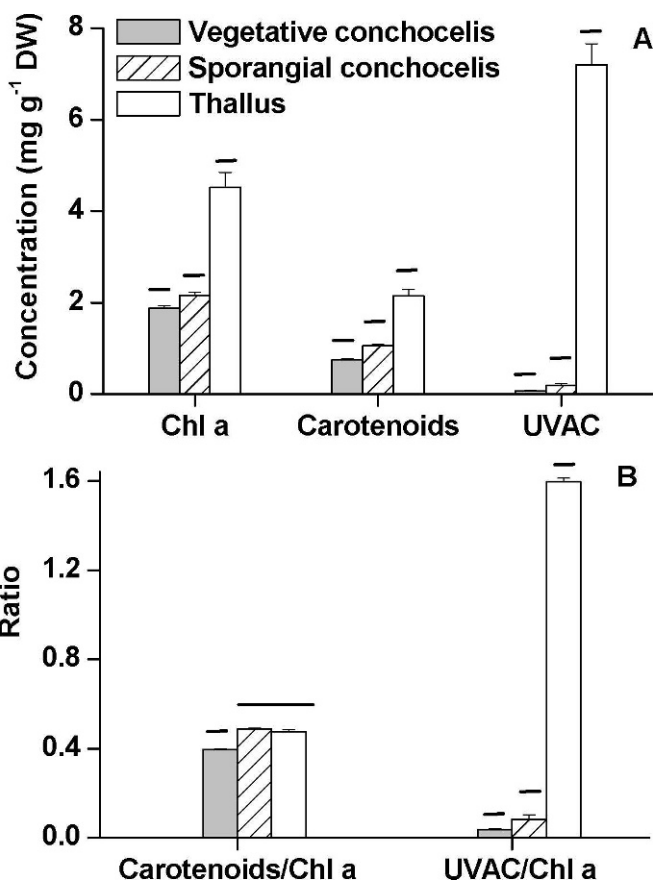 8
6
4
2
0
Concentration (mg g⁻¹ DW)
Vegetative conchocelis
Sporangial conchocelis
Thallus
A
Chl a Carotenoids UVAC
1.6
1.2
0.8
0.4
0.0
Ratio
B
Carotenoids/Chl a UVAC/Chl a